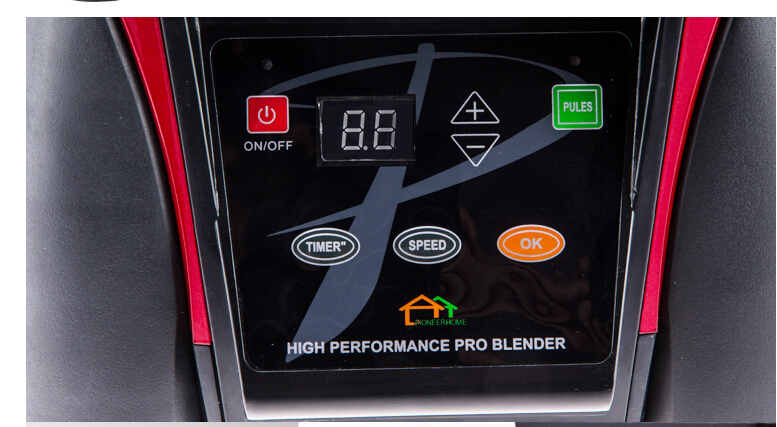 PULES
8.8
ON/OFF
TIMER"
SPEED
OK
PIONEERHOME
HIGH PERFORMANCE PRO BLENDER